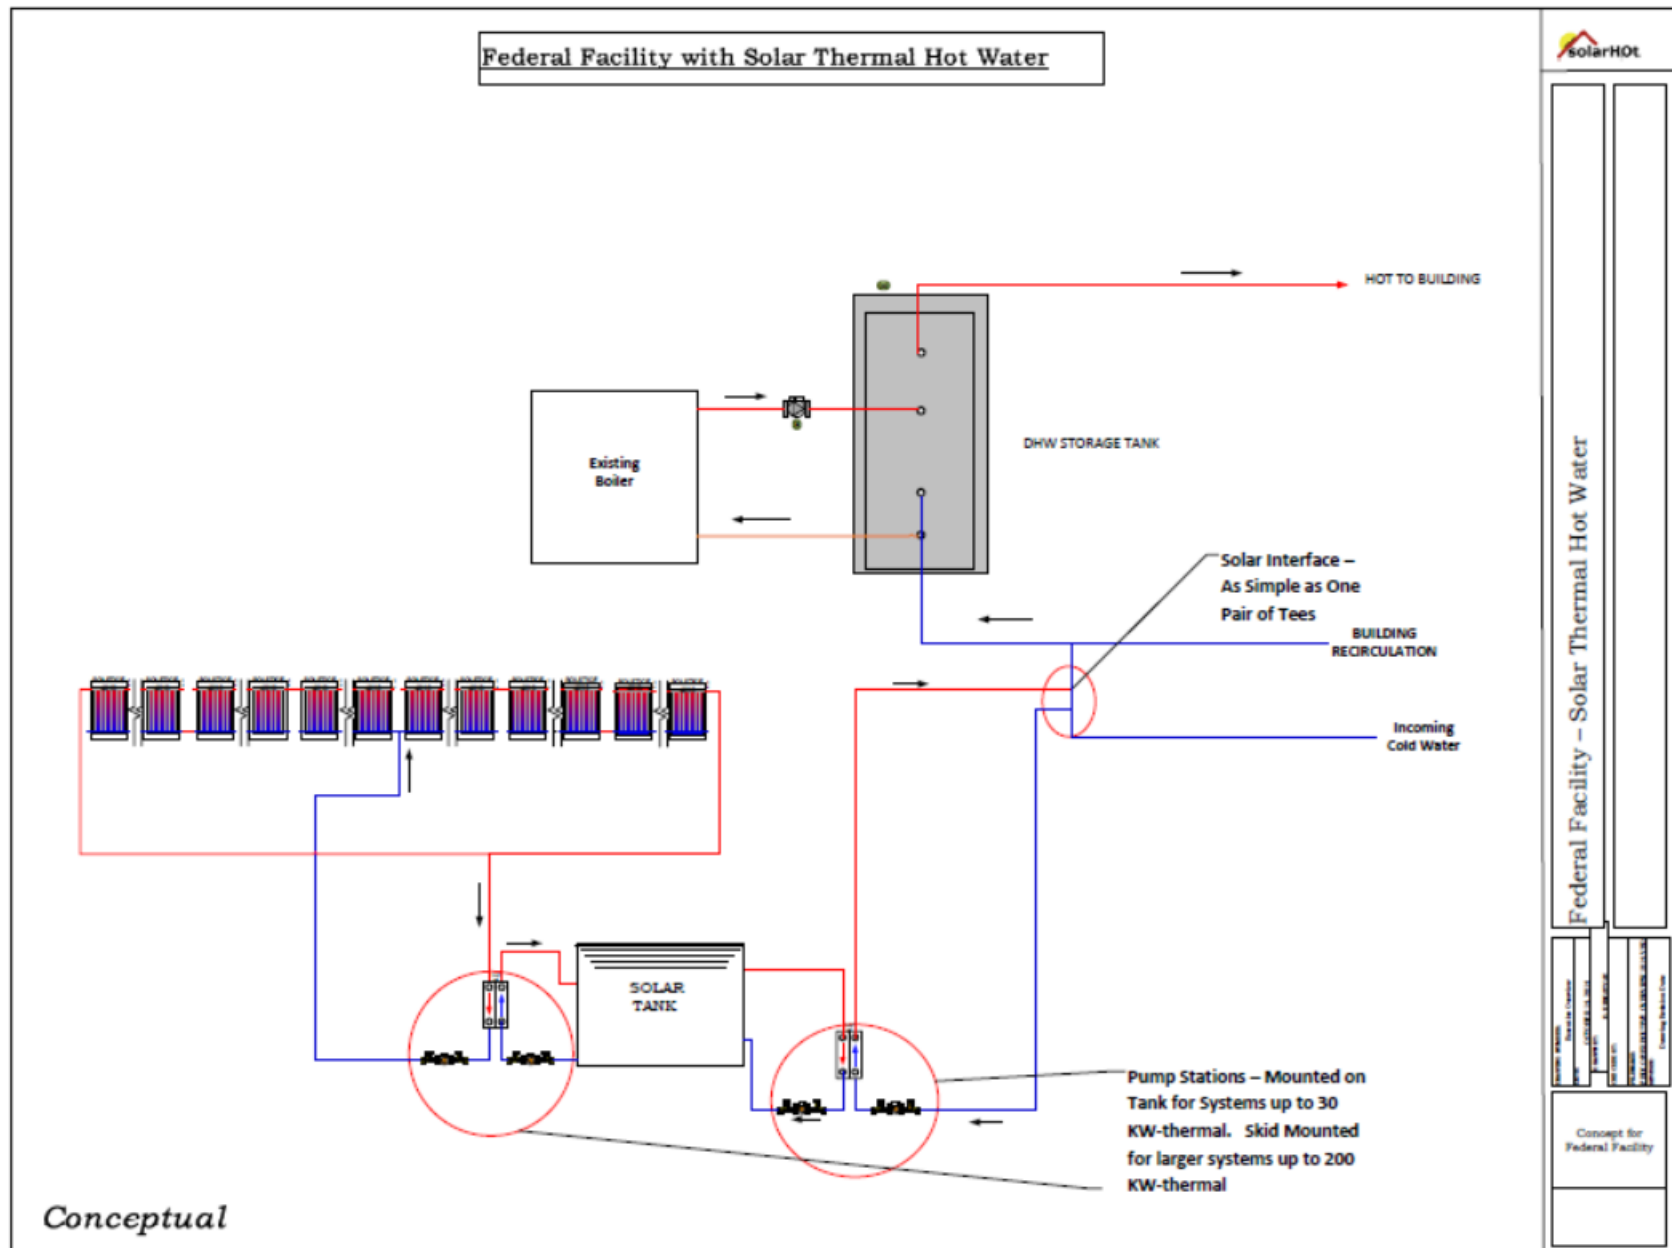 Federal Facility with Solar Thermal Hot Water
solarHOt
HOT TO BUILDING
Existing
Boiler
DHW STORAGE TANK
Solar Interface –
As Simple as One
Pair of Tees
BUILDING
RECIRCULATION
Incoming
Cold Water
SOLAR
TANK
Pump Stations – Mounted on
Tank for Systems up to 30
KW-thermal. Skid Mounted
for larger systems up to 200
KW-thermal
Conceptual
Federal Facility – Solar Thermal Hot Water
Concept for
Federal Facility